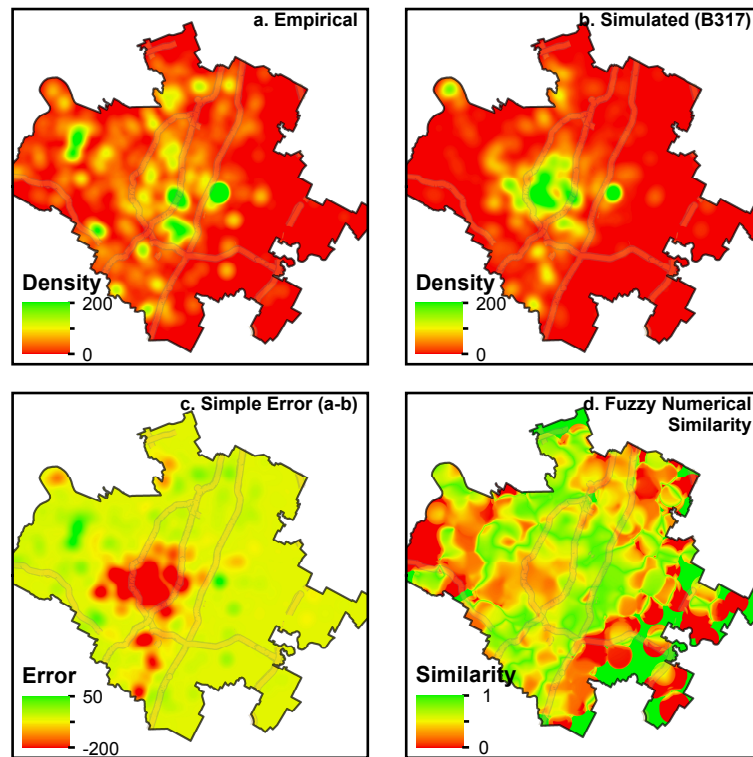 a. Empirical
Density
200
0
b. Simulated (B317)
Density
200
0
c. Simple Error (a-b)
Error
50
-200
d. Fuzzy Numerical
Similarity
Similarity
1
0